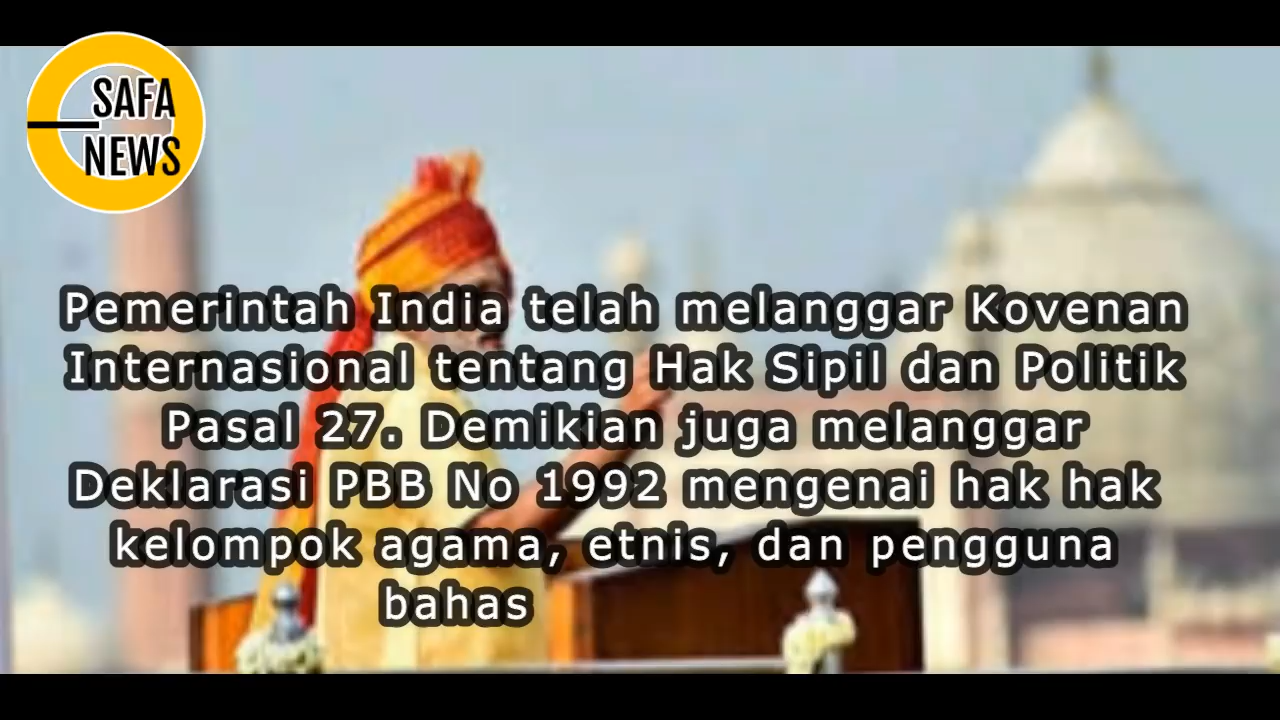 SAFA
NEWS
Pemerintah India telah melanggar Kovenan
Internasional tentang Hak Sipil dan Politik
Pasal 27. Demikian juga melanggar
Deklarasi PBB No 1992 mengenai hak hak
kelompok agama, etnis, dan pengguna
bahas